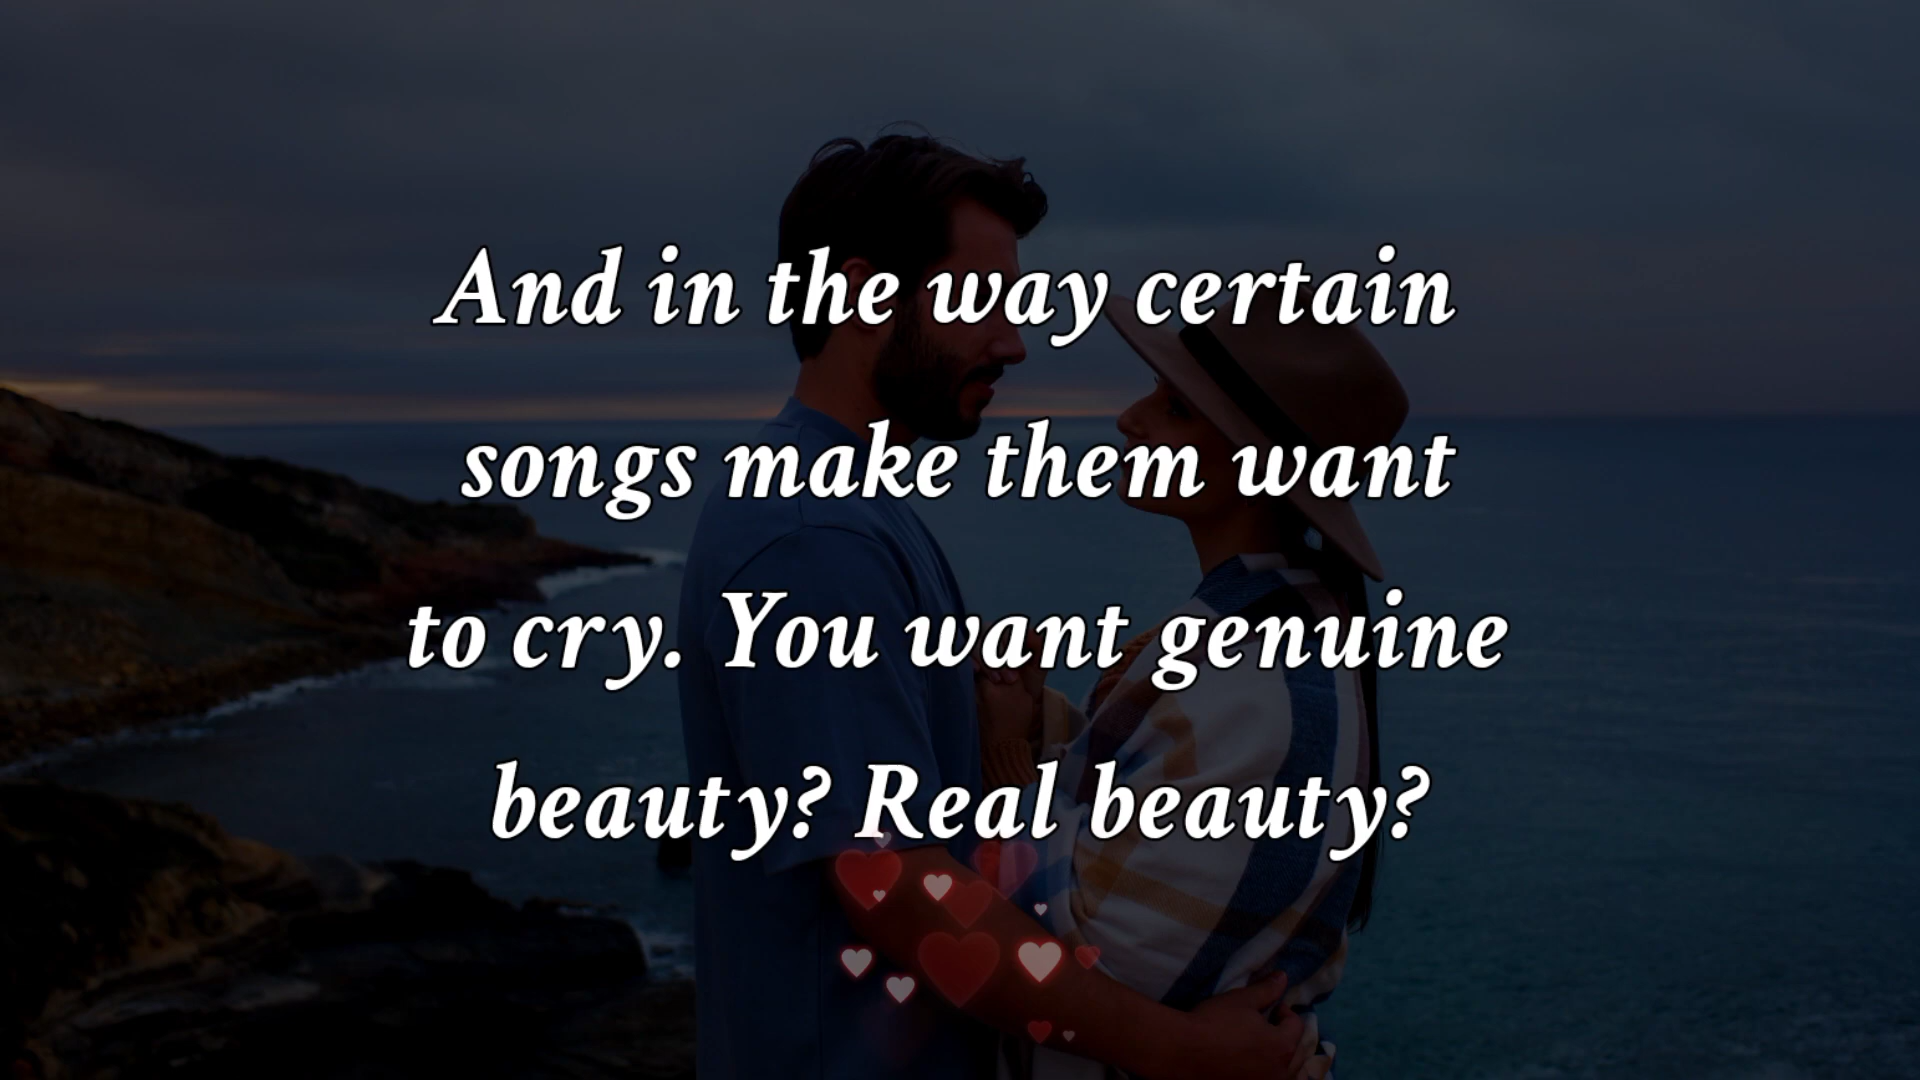 And in the way certain
songs make them want
to cry. You want genuine
beauty? Real beauty?